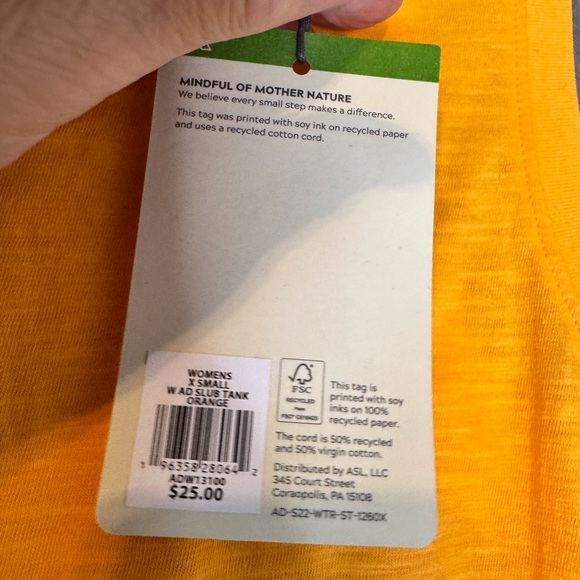 MINDFUL OF MOTHER NATURE
We believe every small step makes a difference.
This tag was printed with soy ink on recycled paper
and uses a recycled cotton cord.
WOMENS
X SMALL
W AD SLUB TANK
ORANGE
1 96358 28064 2
ADW13100
$25.00
FSC
RECYCLED
Paper
This tag is
printed with soy
inks on 100%
recycled paper.
The cord is 50% recycled
and 50% virgin cotton.
Distributed by ASL, LLC
345 Court Street
Coraopolis, PA 15108
AD-S22-WTR-ST-1260X